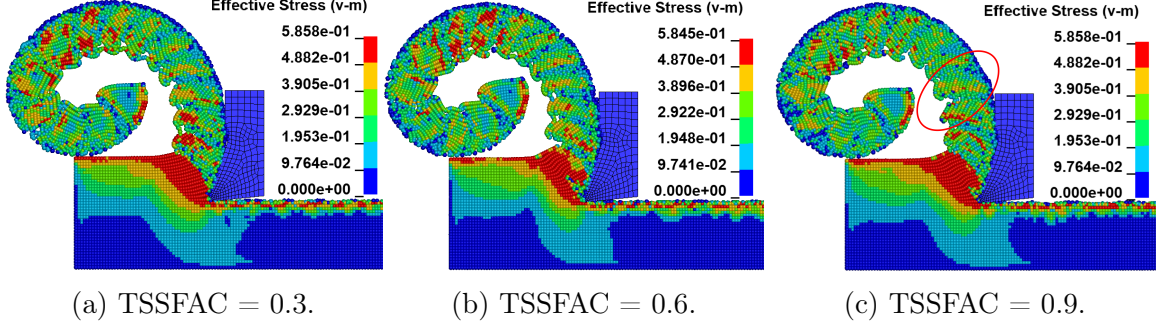 Effective Stress (v-m)
5.858e-01
4.882e-01
3.905e-01
2.929e-01
1.953e-01
9.764e-02
0.000e+00
(a) TSSFAC = 0.3.
Effective Stress (v-m)
5.845e-01
4.870e-01
3.896e-01
2.922e-01
1.948e-01
9.741e-02
0.000e+00
(b) TSSFAC = 0.6.
Effective Stress (v-m)
5.858e-01
4.882e-01
3.905e-01
2.929e-01
1.953e-01
9.764e-02
0.000e+00
(c) TSSFAC = 0.9.